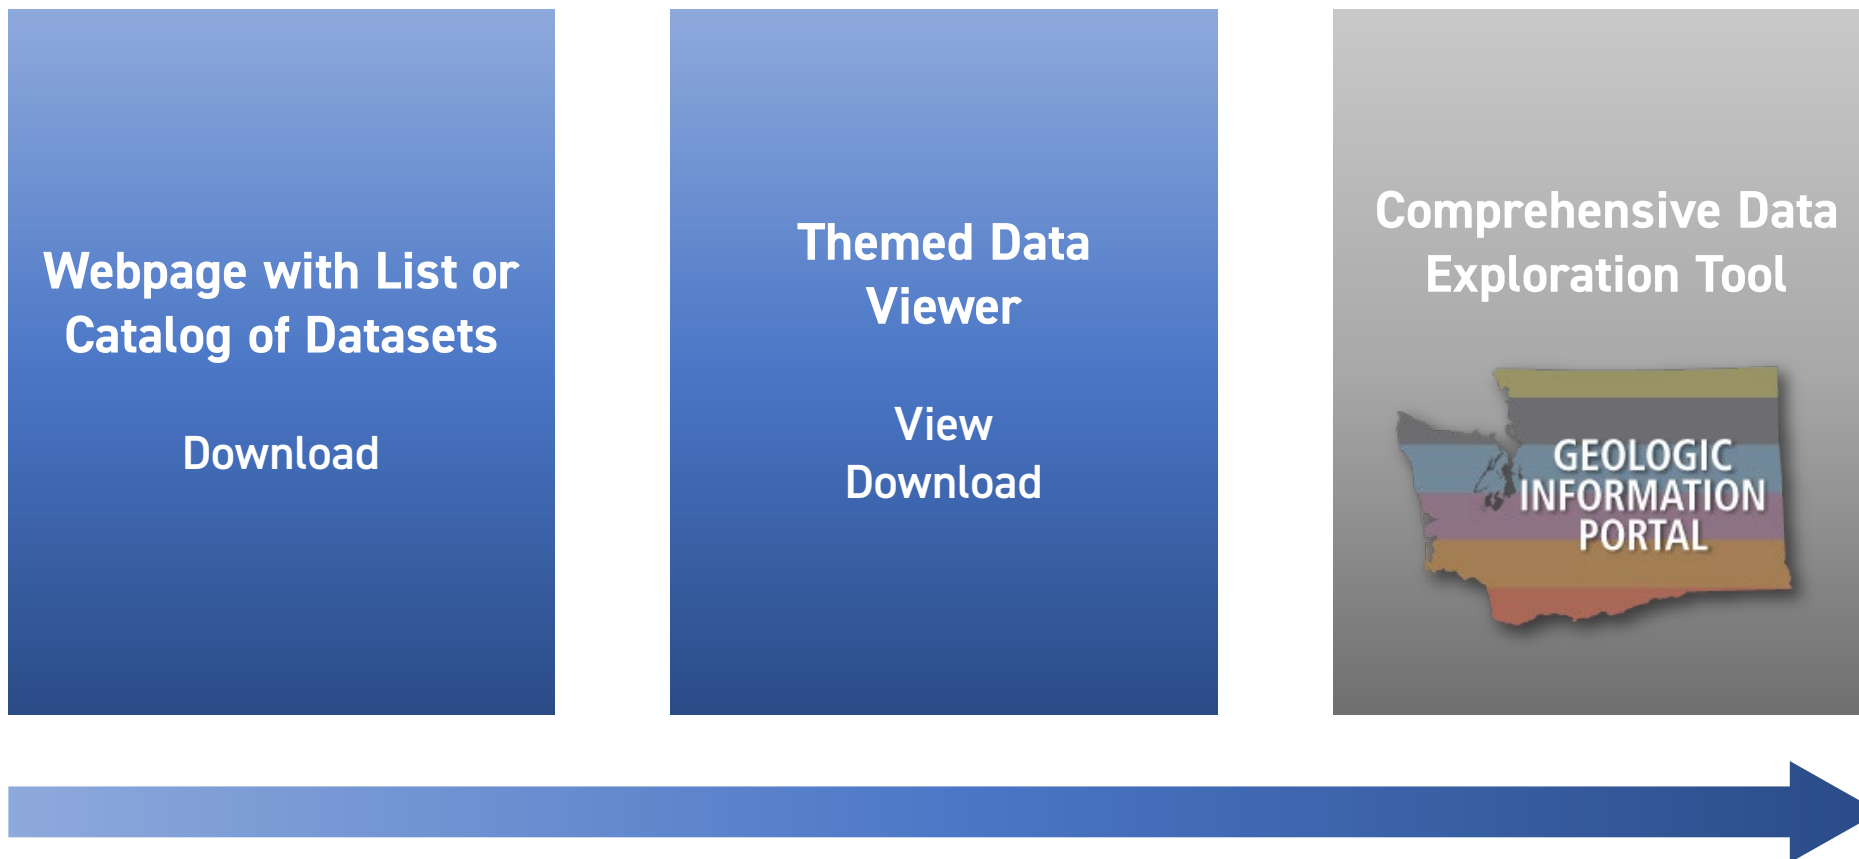 Webpage with List or
Catalog of Datasets
Download
Themed Data
Viewer
View
Download
Comprehensive Data
Exploration Tool
GEOLOGIC
INFORMATION
PORTAL